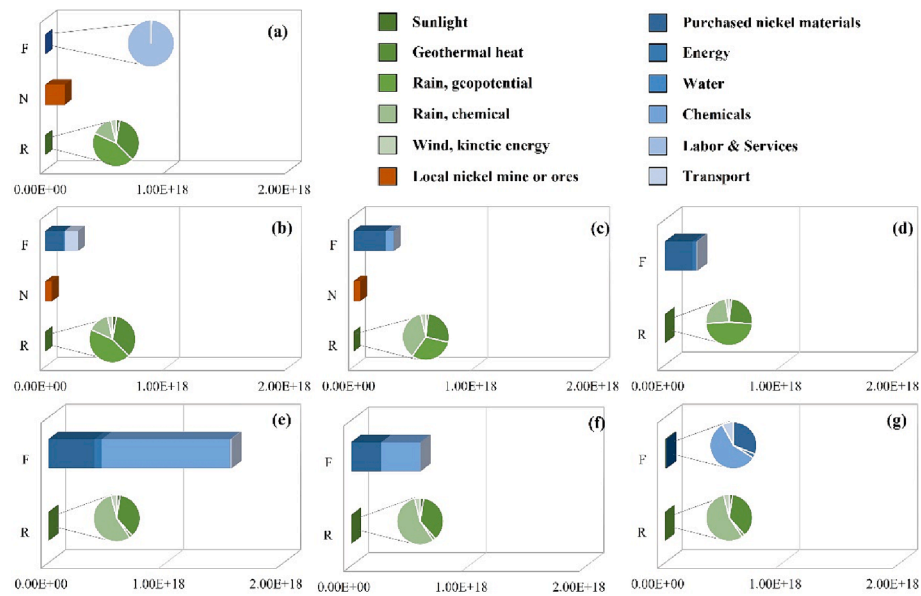 (a)
F
N
R
0.00E+00 1.00E+18 2.00E+18
Sunlight
Geothermal heat
Rain, geopotential
Rain, chemical
Wind, kinetic energy
Local nickel mine or ores
Purchased nickel materials
Energy
Water
Chemicals
Labor & Services
Transport
(b)
F
N
R
0.00E+00 1.00E+18 2.00E+18
(c)
F
N
R
0.00E+00 1.00E+18 2.00E+18
(d)
F
R
0.00E+00 1.00E+18 2.00E+18
(e)
F
R
0.00E+00 1.00E+18 2.00E+18
(f)
F
R
0.00E+00 1.00E+18 2.00E+18
(g)
F
R
0.00E+00 1.00E+18 2.00E+18